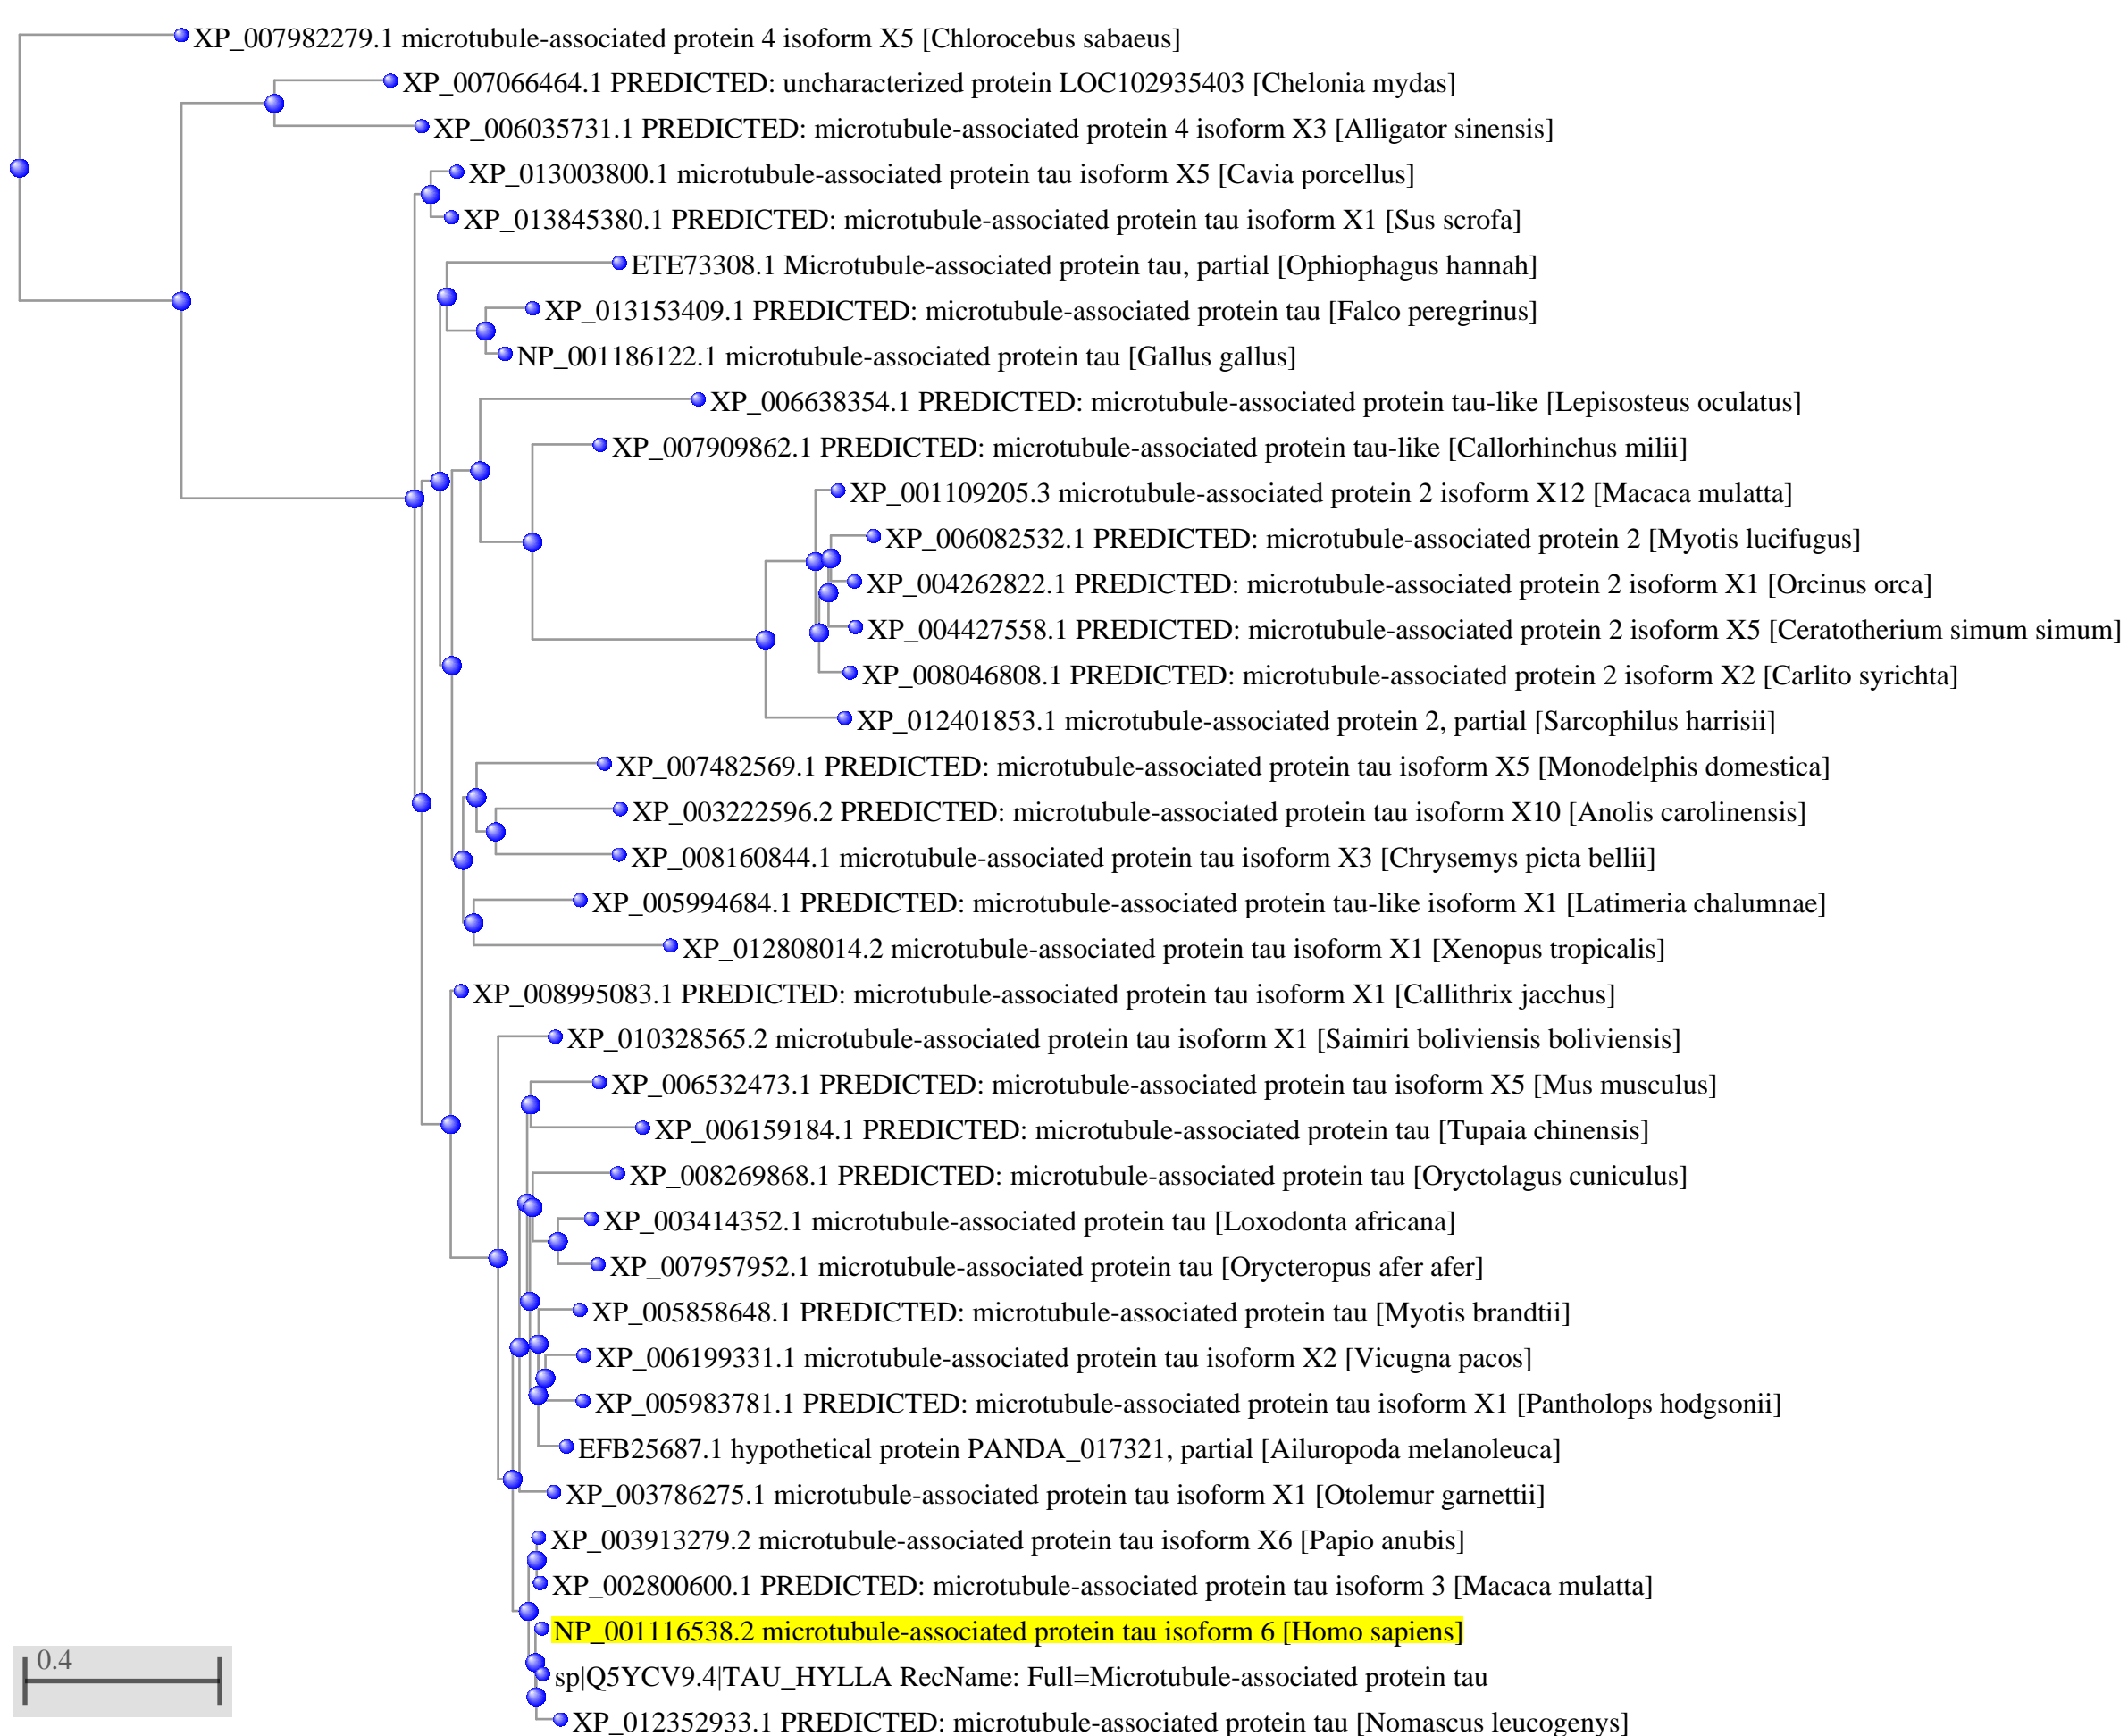 XP_007982279.1 microtubule-associated protein 4 isoform X5 [Chlorocebus sabaeus]
XP_007066464.1 PREDICTED: uncharacterized protein LOC102935403 [Chelonia mydas]
XP_006035731.1 PREDICTED: microtubule-associated protein 4 isoform X3 [Alligator sinensis]
XP_013003800.1 microtubule-associated protein tau isoform X5 [Cavia porcellus]
XP_013845380.1 PREDICTED: microtubule-associated protein tau isoform X1 [Sus scrofa]
ETE73308.1 Microtubule-associated protein tau, partial [Ophiophagus hannah]
XP_013153409.1 PREDICTED: microtubule-associated protein tau [Falco peregrinus]
NP_001186122.1 microtubule-associated protein tau [Gallus gallus]
XP_006638354.1 PREDICTED: microtubule-associated protein tau-like [Lepisosteus oculatus]
XP_007909862.1 PREDICTED: microtubule-associated protein tau-like [Callorhinchus milii]
XP_001109205.3 microtubule-associated protein 2 isoform X12 [Macaca mulatta]
XP_006082532.1 PREDICTED: microtubule-associated protein 2 [Myotis lucifugus]
XP_004262822.1 PREDICTED: microtubule-associated protein 2 isoform X1 [Orcinus orca]
XP_004427558.1 PREDICTED: microtubule-associated protein 2 isoform X5 [Ceratotherium simum simum]
XP_008046808.1 PREDICTED: microtubule-associated protein 2 isoform X2 [Carlito syrichta]
XP_012401853.1 microtubule-associated protein 2, partial [Sarcophilus harrisii]
XP_007482569.1 PREDICTED: microtubule-associated protein tau isoform X5 [Monodelphis domestica]
XP_003222596.2 PREDICTED: microtubule-associated protein tau isoform X10 [Anolis carolinensis]
XP_008160844.1 microtubule-associated protein tau isoform X3 [Chrysemys picta bellii]
XP_005994684.1 PREDICTED: microtubule-associated protein tau-like isoform X1 [Latimeria chalumnae]
XP_012808014.2 microtubule-associated protein tau isoform X1 [Xenopus tropicalis]
XP_008995083.1 PREDICTED: microtubule-associated protein tau isoform X1 [Callithrix jacchus]
XP_010328565.2 microtubule-associated protein tau isoform X1 [Saimiri boliviensis boliviensis]
XP_006532473.1 PREDICTED: microtubule-associated protein tau isoform X5 [Mus musculus]
XP_006159184.1 PREDICTED: microtubule-associated protein tau [Tupaia chinensis]
XP_008269868.1 PREDICTED: microtubule-associated protein tau [Oryctolagus cuniculus]
XP_003414352.1 microtubule-associated protein tau [Loxodonta africana]
XP_007957952.1 microtubule-associated protein tau [Orycteropus afer afer]
XP_005858648.1 PREDICTED: microtubule-associated protein tau [Myotis brandtii]
XP_006199331.1 microtubule-associated protein tau isoform X2 [Vicugna pacos]
XP_005983781.1 PREDICTED: microtubule-associated protein tau isoform X1 [Pantholops hodgsonii]
EFB25687.1 hypothetical protein PANDA_017321, partial [Ailuropoda melanoleuca]
XP_003786275.1 microtubule-associated protein tau isoform X1 [Otolemur garnettii]
XP_003913279.2 microtubule-associated protein tau isoform X6 [Papio anubis]
XP_002800600.1 PREDICTED: microtubule-associated protein tau isoform 3 [Macaca mulatta]
NP_001116538.2 microtubule-associated protein tau isoform 6 [Homo sapiens]
0.4
sp|Q5YCV9.4|TAU_HYLLA RecName: Full=Microtubule-associated protein tau
XP_012352933.1 PREDICTED: microtubule-associated protein tau [Nomascus leucogenys]